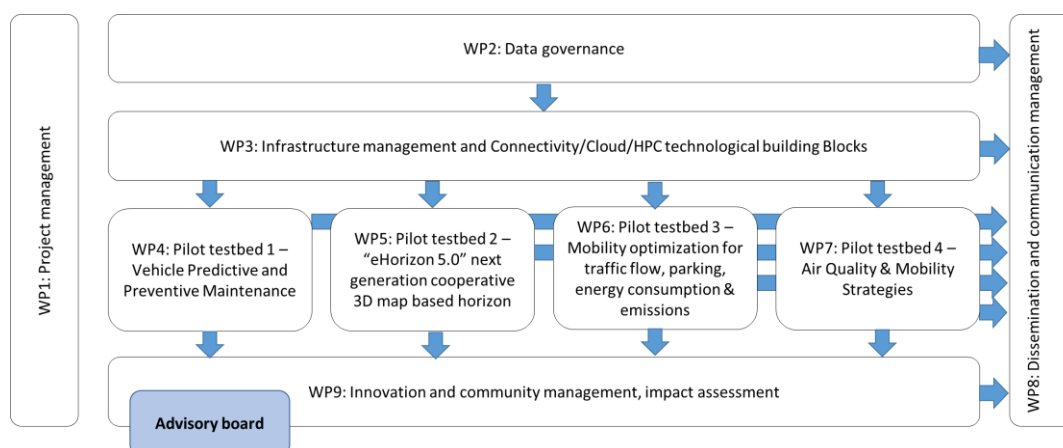 WP1: Project management
WP2: Data governance
WP3: Infrastructure management and Connectivity/Cloud/HPC technological building Blocks
WP4: Pilot testbed 1 –
Vehicle Predictive and
Preventive Maintenance
WP5: Pilot testbed 2 –
“eHorizon 5.0” next
generation cooperative
3D map based horizon
WP6: Pilot testbed 3 –
Mobility optimization for
traffic flow, parking,
energy consumption &
emissions
WP7: Pilot testbed 4 –
Air Quality & Mobility
Strategies
WP9: Innovation and community management, impact assessment
Advisory board
WP8: Dissemination and communication management